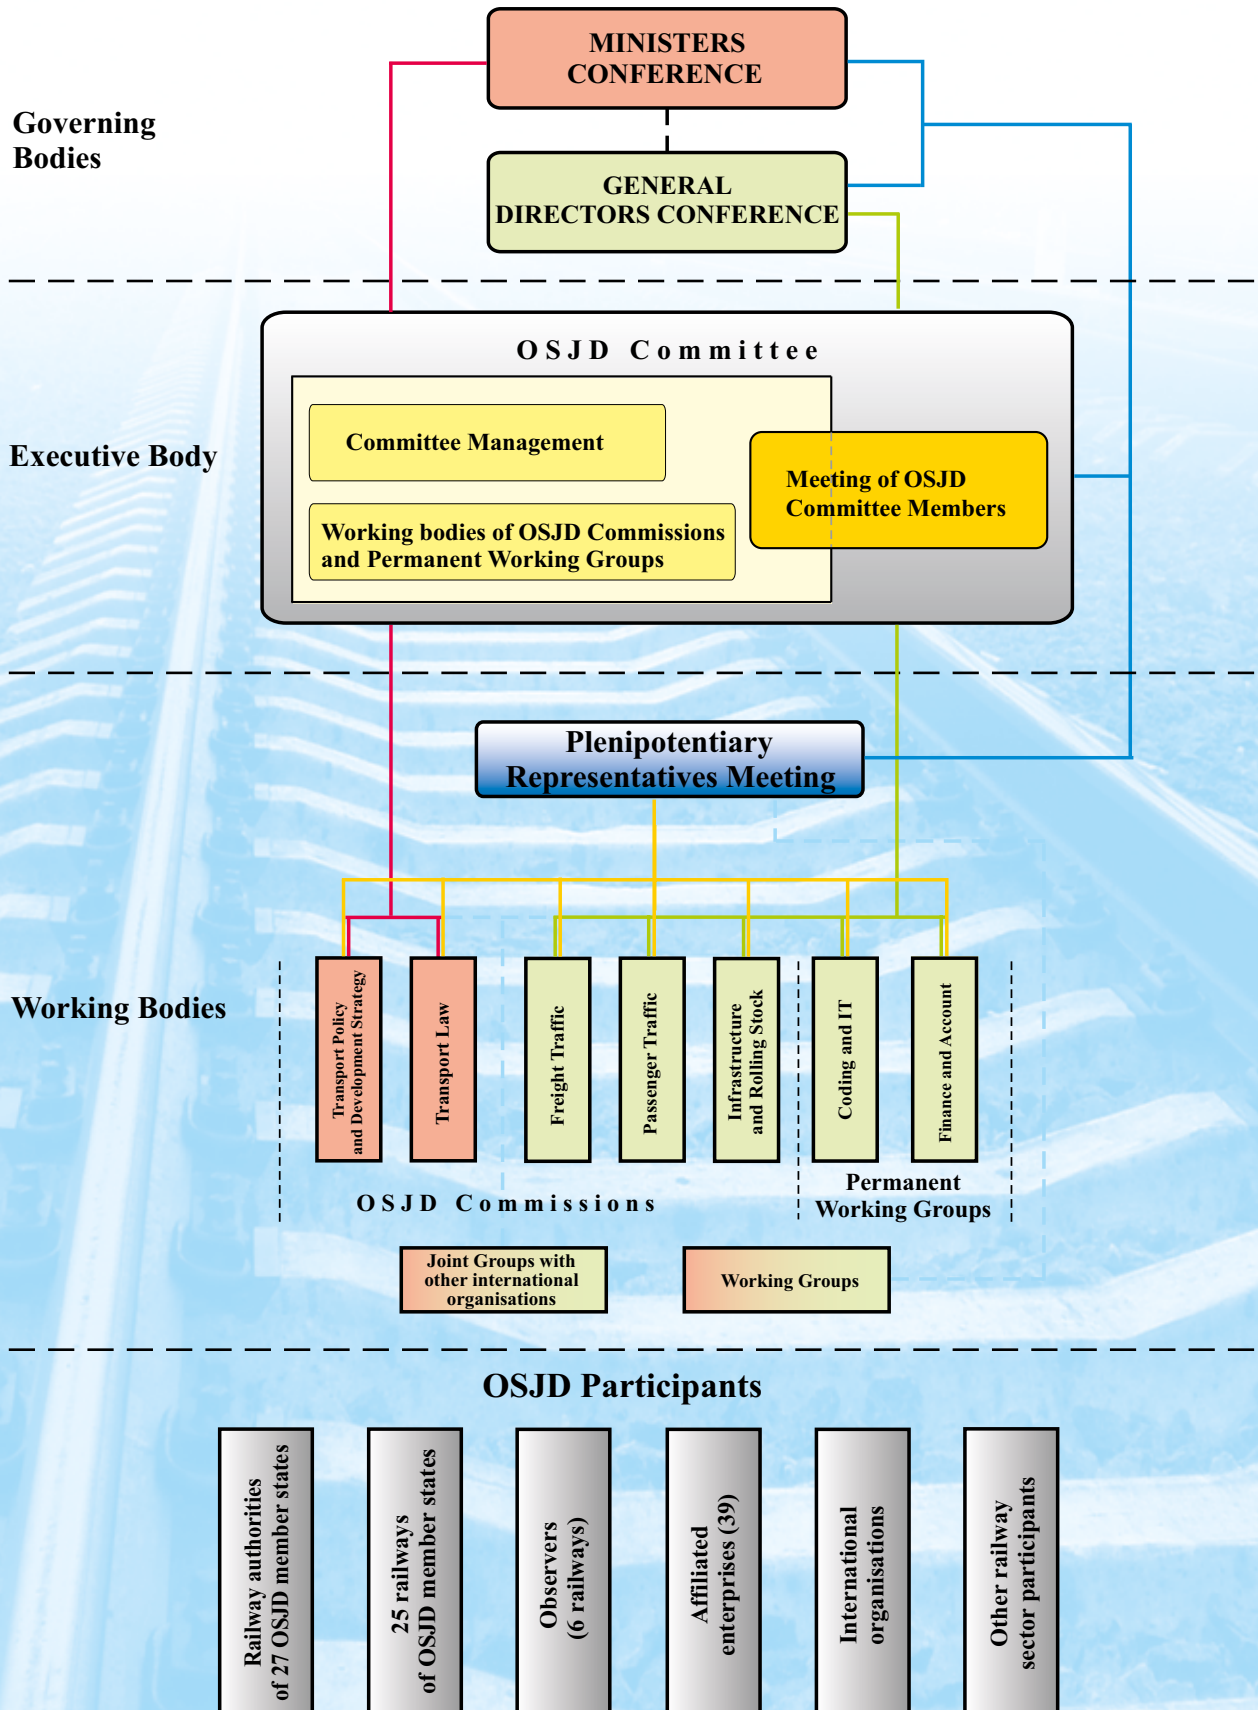 MINISTERS
CONFERENCE
Governing
Bodies
GENERAL
DIRECTORS CONFERENCE
OSJD Committee
Committee Management
Executive Body
Meeting of OSJD
Committee Members
Working bodies of OSJD Commissions
and Permanent Working Groups
Plenipotentiary
Representatives Meeting
Working Bodies
Transport Policy
and Development Strategy
Transport Law
Freight Traffic
Passenger Traffic
Infrastructure
and Rolling Stock
Coding and IT
Finance and Account
OSJD Commissions
Permanent
Working Groups
Joint Groups with
other international
organisations
Working Groups
OSJD Participants
Railway authorities
of 27 OSJD member states
25 railways
of OSJD member states
Observers
(6 railways)
Affiliated
enterprises (39)
International
organisations
Other railway
sector participants